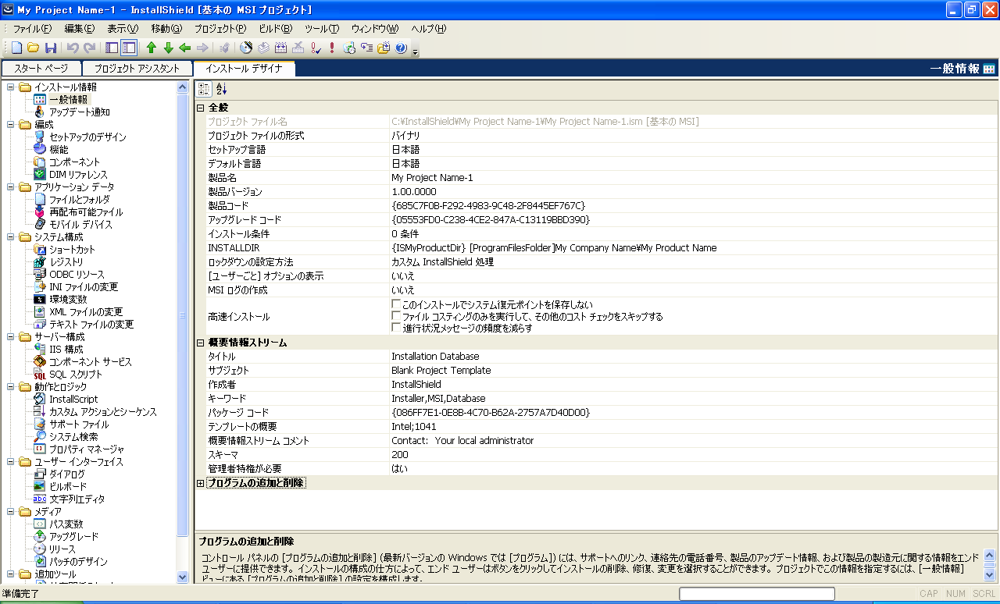 My Project Name-1 - InstallShield [基本の MSI プロジェクト]
ファイル(F) 編集(E) 表示(V) 移動(G) プロジェクト(P) ビルド(B) ツール(T) ウィンドウ(W) ヘルプ(H)
スタート ページ プロジェクト アシスタント インストール デザイナ 一般情報
インストール情報
一般情報
アップデート通知
編成
セットアップのデザイン
機能
コンポーネント
DIM リファレンス
アプリケーション データ
ファイルとフォルダ
再配布可能ファイル
モバイル デバイス
システム構成
ショートカット
レジストリ
ODBC リソース
INI ファイルの変更
環境変数
XML ファイルの変更
テキスト ファイルの変更
サーバー構成
IIS 構成
コンポーネント サービス
SQL スクリプト
動作とロジック
InstallScript
カスタム アクションとシーケンス
サポート ファイル
システム検索
プロパティ マネージャ
ユーザー インターフェイス
ダイアログ
ビルボード
文字列エディタ
メディア
パス変数
アップグレード
リリース
パッチのデザイン
追加ツール
全般
プロジェクト ファイル名 C:¥InstallShield¥My Project Name-1¥My Project Name-1.ism [基本の MSI]
プロジェクト ファイルの形式 バイナリ
セットアップ言語 日本語
デフォルト言語 日本語
製品名 My Project Name-1
製品バージョン 1.00.0000
製品コード {685C7F0B-F292-4983-9C48-2F8445EF767C}
アップグレード コード {05553FD0-C238-4CE2-847A-C13119BBD390}
インストール条件 0 条件
INSTALLDIR {ISMyProductDir} [ProgramFilesFolder]My Company Name¥My Product Name
ロックダウンの設定方法 カスタム InstallShield 処理
[ユーザーごと] オプションの表示 いいえ
MSI ログの作成 いいえ
高速インストール
このインストールでシステム復元ポイントを保存しない
ファイル コスティングのみを実行して、その他のコスト チェックをスキップする
進行状況メッセージの頻度を減らす
概要情報ストリーム
タイトル Installation Database
サブジェクト Blank Project Template
作成者 InstallShield
キーワード Installer,MSI,Database
パッケージ コード {086FF7E1-0E8B-4C70-B62A-2757A7D40D00}
テンプレートの概要 Intel;1041
概要情報ストリーム コメント Contact: Your local administrator
スキーマ 200
管理者特権が必要 はい
プログラムの追加と削除
プログラムの追加と削除
コントロール パネルの [プログラムの追加と削除] (最新バージョンの Windows では [プログラム]) には、サポートへのリンク、連絡先の電話番号、製品のアップデート情報、および製品の製造元に関する情報をエンド
ユーザーに提供できます。インストールの構成の仕方によって、エンド ユーザーはボタンをクリックしてインストールの削除、修復、変更を選択することができます。プロジェクトでこの情報を指定するには、[一般情報]
ビューにある [プログラムの追加と削除] の設定を構成します。
準備完了 CAP NUM SCRL